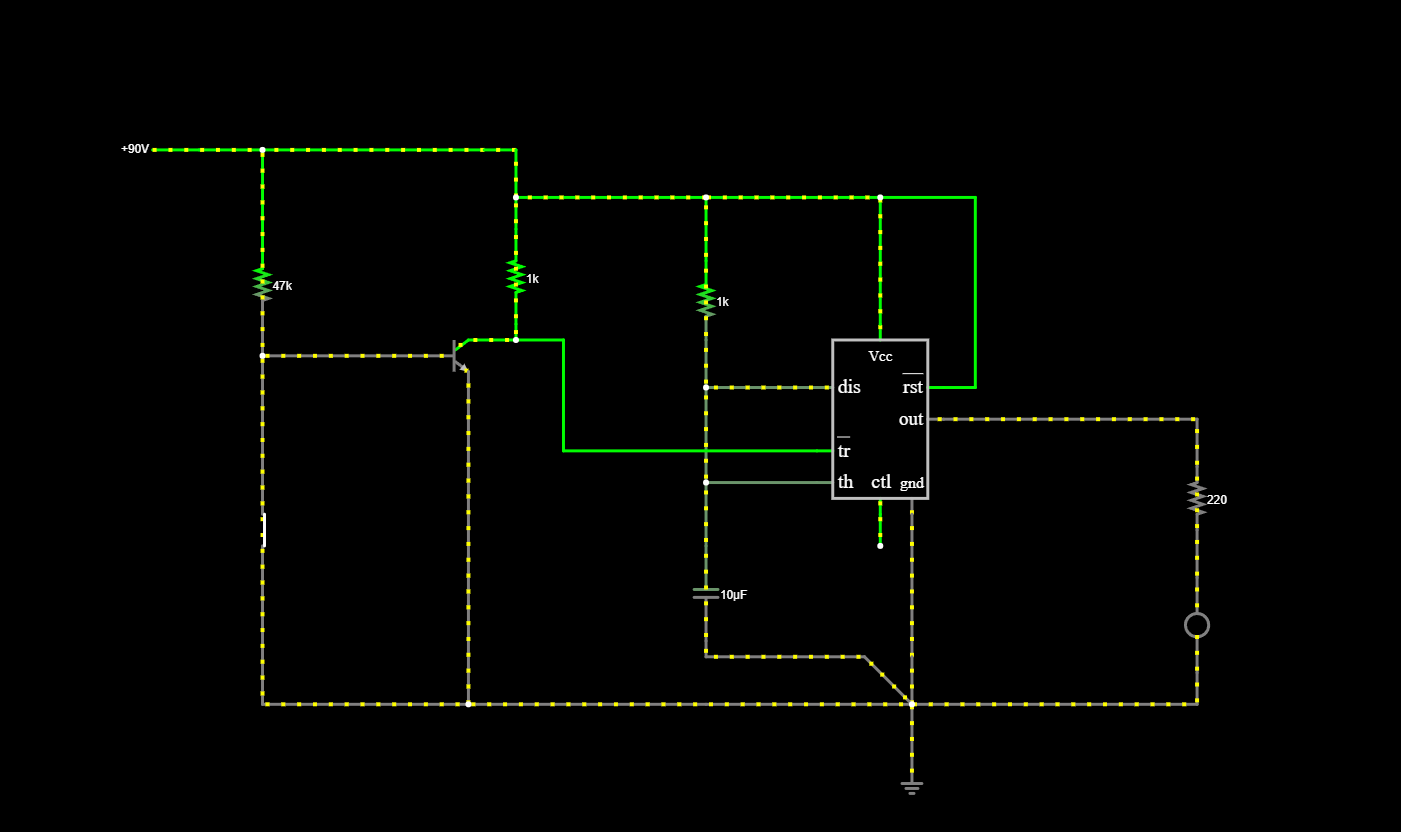 +90V
47k
1k
1k
Vcc
dis
rst
out
tr
th
ctl
gnd
220
10µF